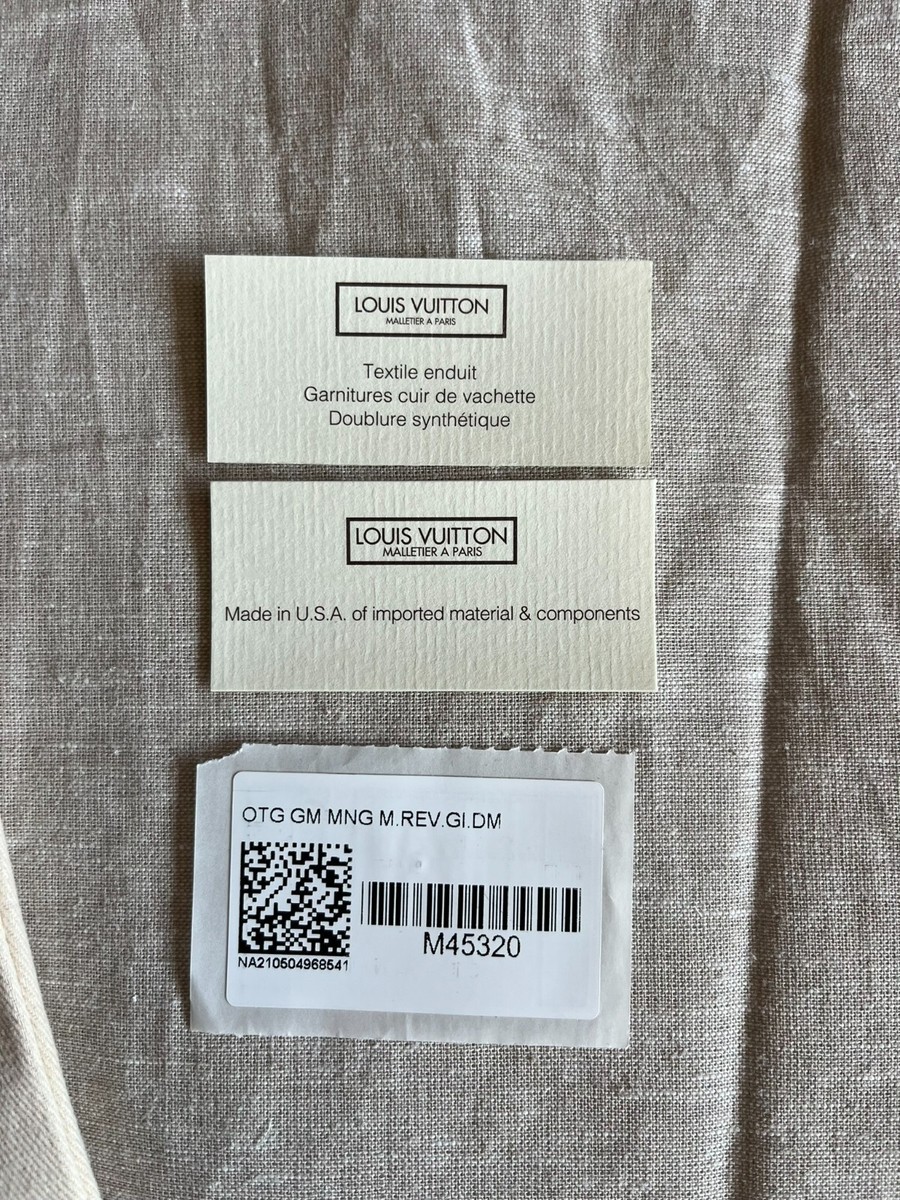 LOUIS VUITTON
MALLETIER A PARIS
Textile enduit
Garnitures cuir de vachette
Doublure synthétique
LOUIS VUITTON
MALLETIER A PARIS
Made in U.S.A. of imported material & components
OTG GM MNG M.REV.GI.DM
M45320
NA210504968541